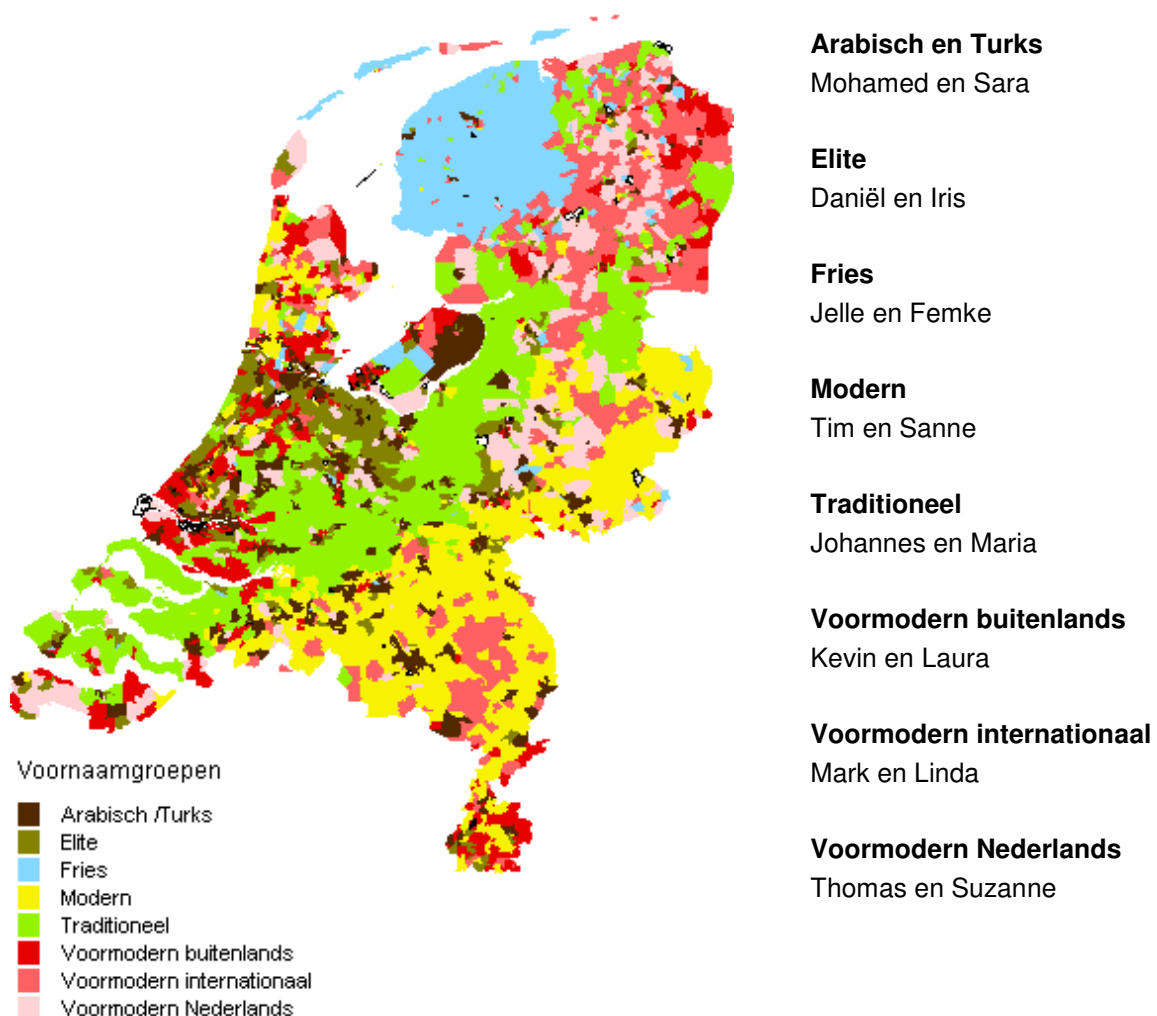 Arabisch en Turks
Mohamed en Sara
Elite
Daniël en Iris
Fries
Jelle en Femke
Modern
Tim en Sanne
Traditioneel
Johannes en Maria
Voormodern buitenlands
Kevin en Laura
Voormodern internationaal
Mark en Linda
Voormodern Nederlands
Thomas en Suzanne
Voornaamgroepen
Arabisch /Turks
Elite
Fries
Modern
Traditioneel
Voormodern buitenlands
Voormodern internationaal
Voormodern Nederlands